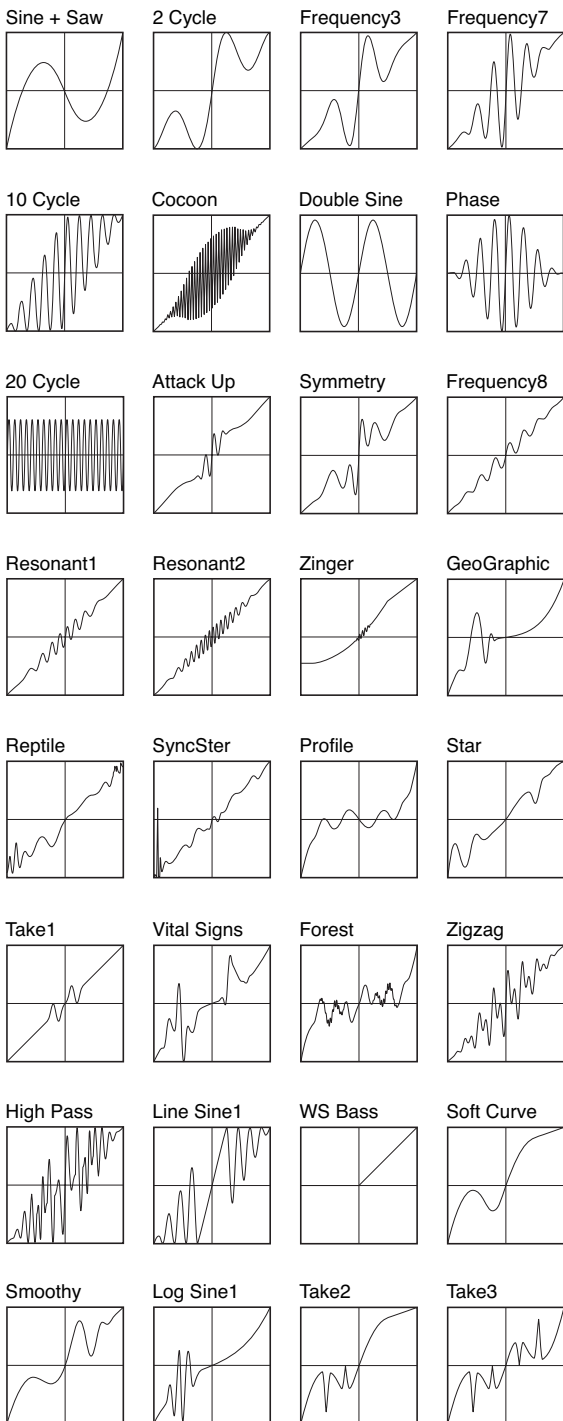 Sine + Saw 2 Cycle Frequency3 Frequency7
10 Cycle Cocoon Double Sine Phase
20 Cycle Attack Up Symmetry Frequency8
Resonant1 Resonant2 Zinger GeoGraphic
Reptile SyncSter Profile Star
Take1 Vital Signs Forest Zigzag
High Pass Line Sine1 WS Bass Soft Curve
Smoothy Log Sine1 Take2 Take3